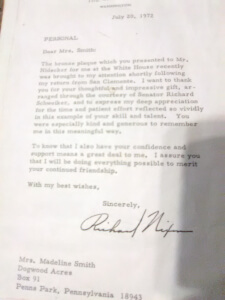 THE
WASHINGTON
July 20, 1972
PERSONAL
Dear Mrs. Smith:
The bronze plaque which you presented to Mr.
for me at the White House recently
was brought to my attention shortly following
my return from San Clemente. I want to thank
you for your thoughtful and impressive gift, ar-
ranged through the courtesy of Senator Richard
Schweiker, and to express my deep appreciation
for the time and patient effort reflected so vividly
in this example of your skill and talent. You
were especially kind and generous to remember
me in this meaningful way.
To know that I also have your confidence and
support means a great deal to me. I assure you
that I will be doing everything possible to merit
your continued friendship.
With my best wishes,
Sincerely,
Richard Nixon
Mrs. Madeline Smith
Dogwood Acres
Box 91
Penns Park, Pennsylvania 18943